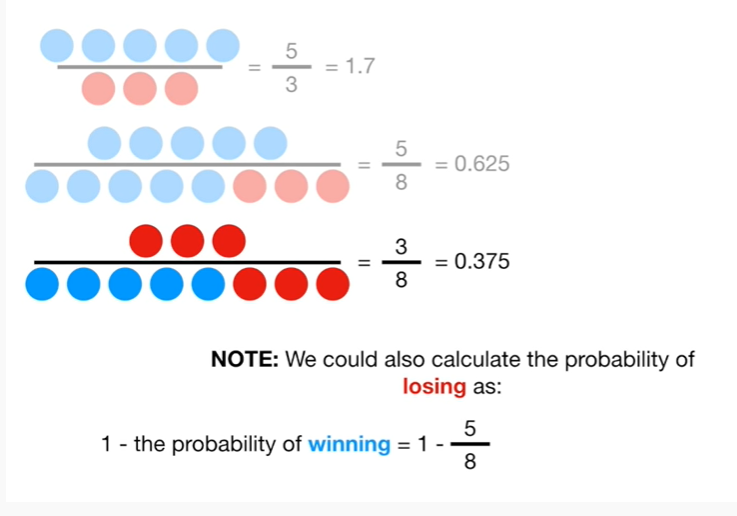 = 5/3 = 1.7
= 5/8 = 0.625
= 3/8 = 0.375
NOTE: We could also calculate the probability of
losing as:
1 - the probability of winning = 1 - 5/8